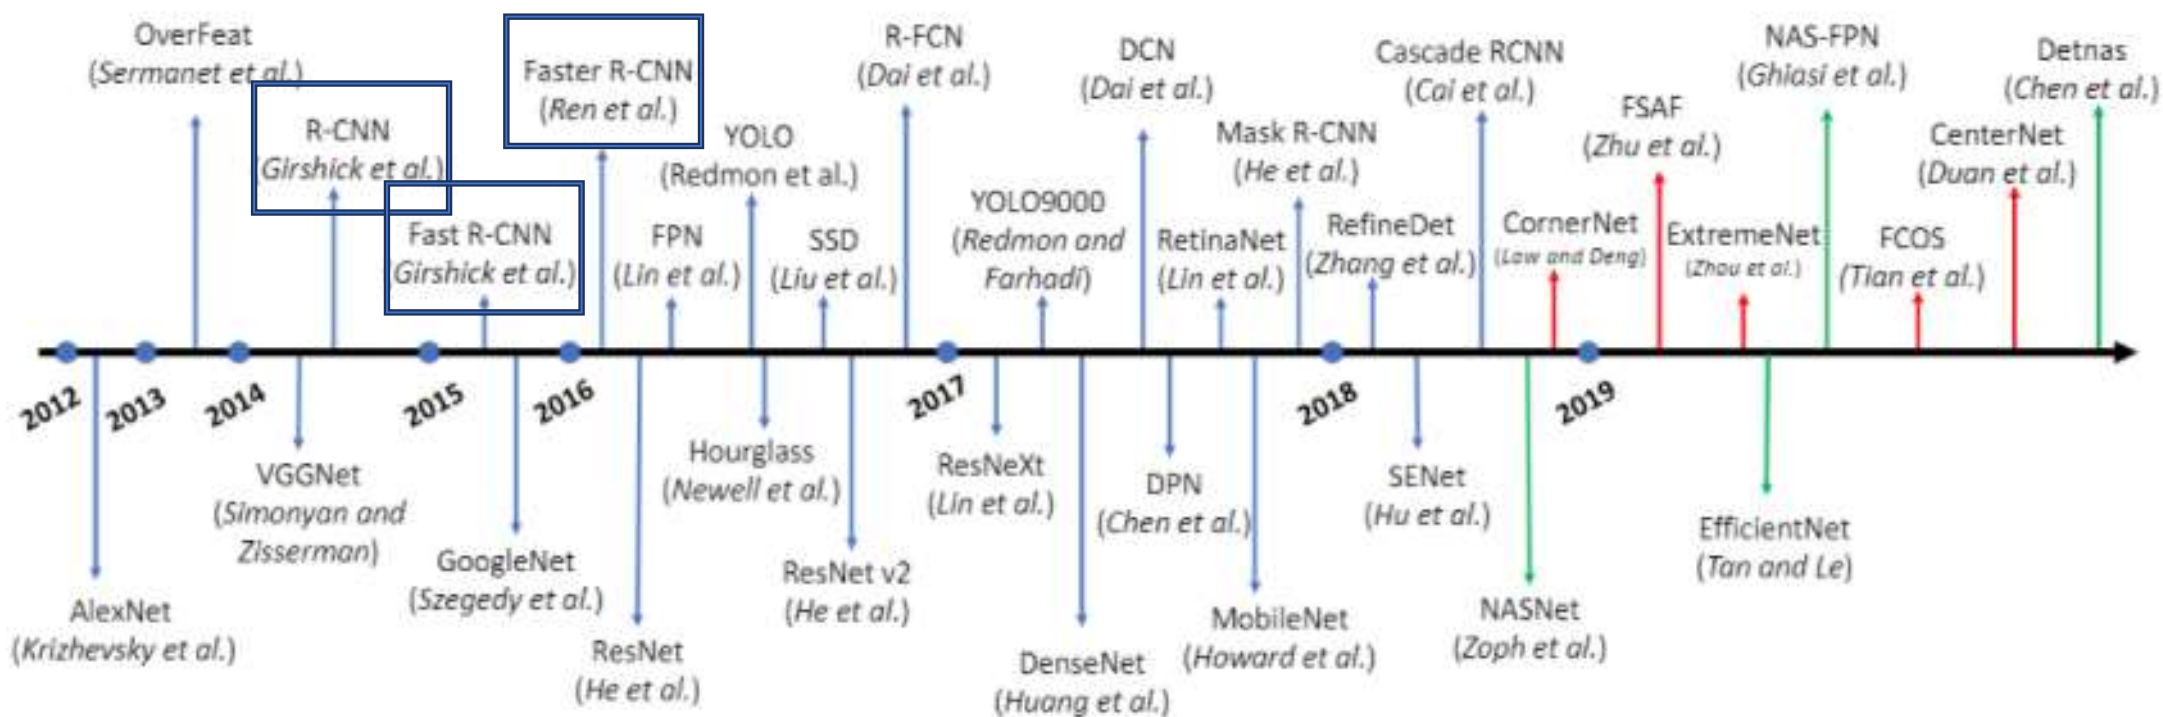 OverFeat
(Sermanet et al.)
R-CNN
(Girshick et al.)
Fast R-CNN
(Girshick et al.)
Faster R-CNN
(Ren et al.)
FPN
(Lin et al.)
YOLO
(Redmon et al.)
SSD
(Liu et al.)
R-FCN
(Dai et al.)
YOLO9000
(Redmon and
Farhadi)
DCN
(Dai et al.)
RetinaNet
(Lin et al.)
Mask R-CNN
(He et al.)
RefineDet
(Zhang et al.)
Cascade RCNN
(Cai et al.)
CornerNet
(Law and Deng)
FSAF
(Zhu et al.)
ExtremeNet
(Zhou et al.)
NAS-FPN
(Ghiasi et al.)
FCOS
(Tian et al.)
CenterNet
(Duan et al.)
Detnas
(Chen et al.)
2012
2013
2014
2015
2016
2017
2018
2019
AlexNet
(Krizhevsky et al.)
VGGNet
(Simonyan and
Zisserman)
GoogleNet
(Szegedy et al.)
ResNet
(He et al.)
Hourglass
(Newell et al.)
ResNet v2
(He et al.)
ResNeXt
(Lin et al.)
DenseNet
(Huang et al.)
DPN
(Chen et al.)
MobileNet
(Howard et al.)
SENet
(Hu et al.)
NASNet
(Zoph et al.)
EfficientNet
(Tan and Le)